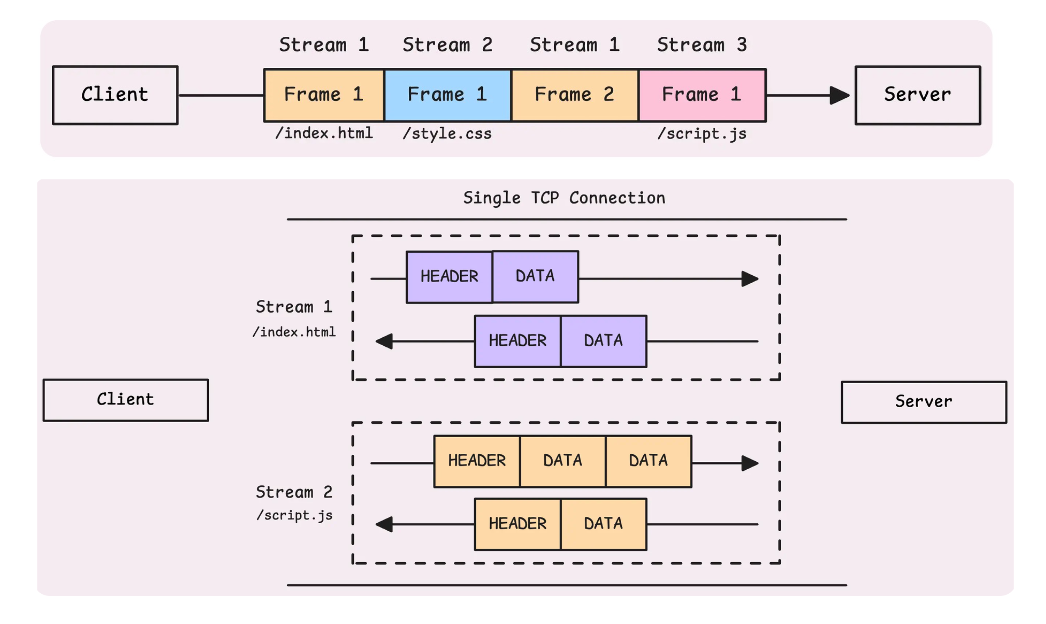 Stream 1 Stream 2 Stream 1 Stream 3
Client Frame 1 Frame 1 Frame 2 Frame 1 Server
/index.html /style.css /script.js
Single TCP Connection
HEADER DATA
Stream 1
/index.html
HEADER DATA
Client
Server
HEADER DATA DATA
Stream 2
/script.js
HEADER DATA